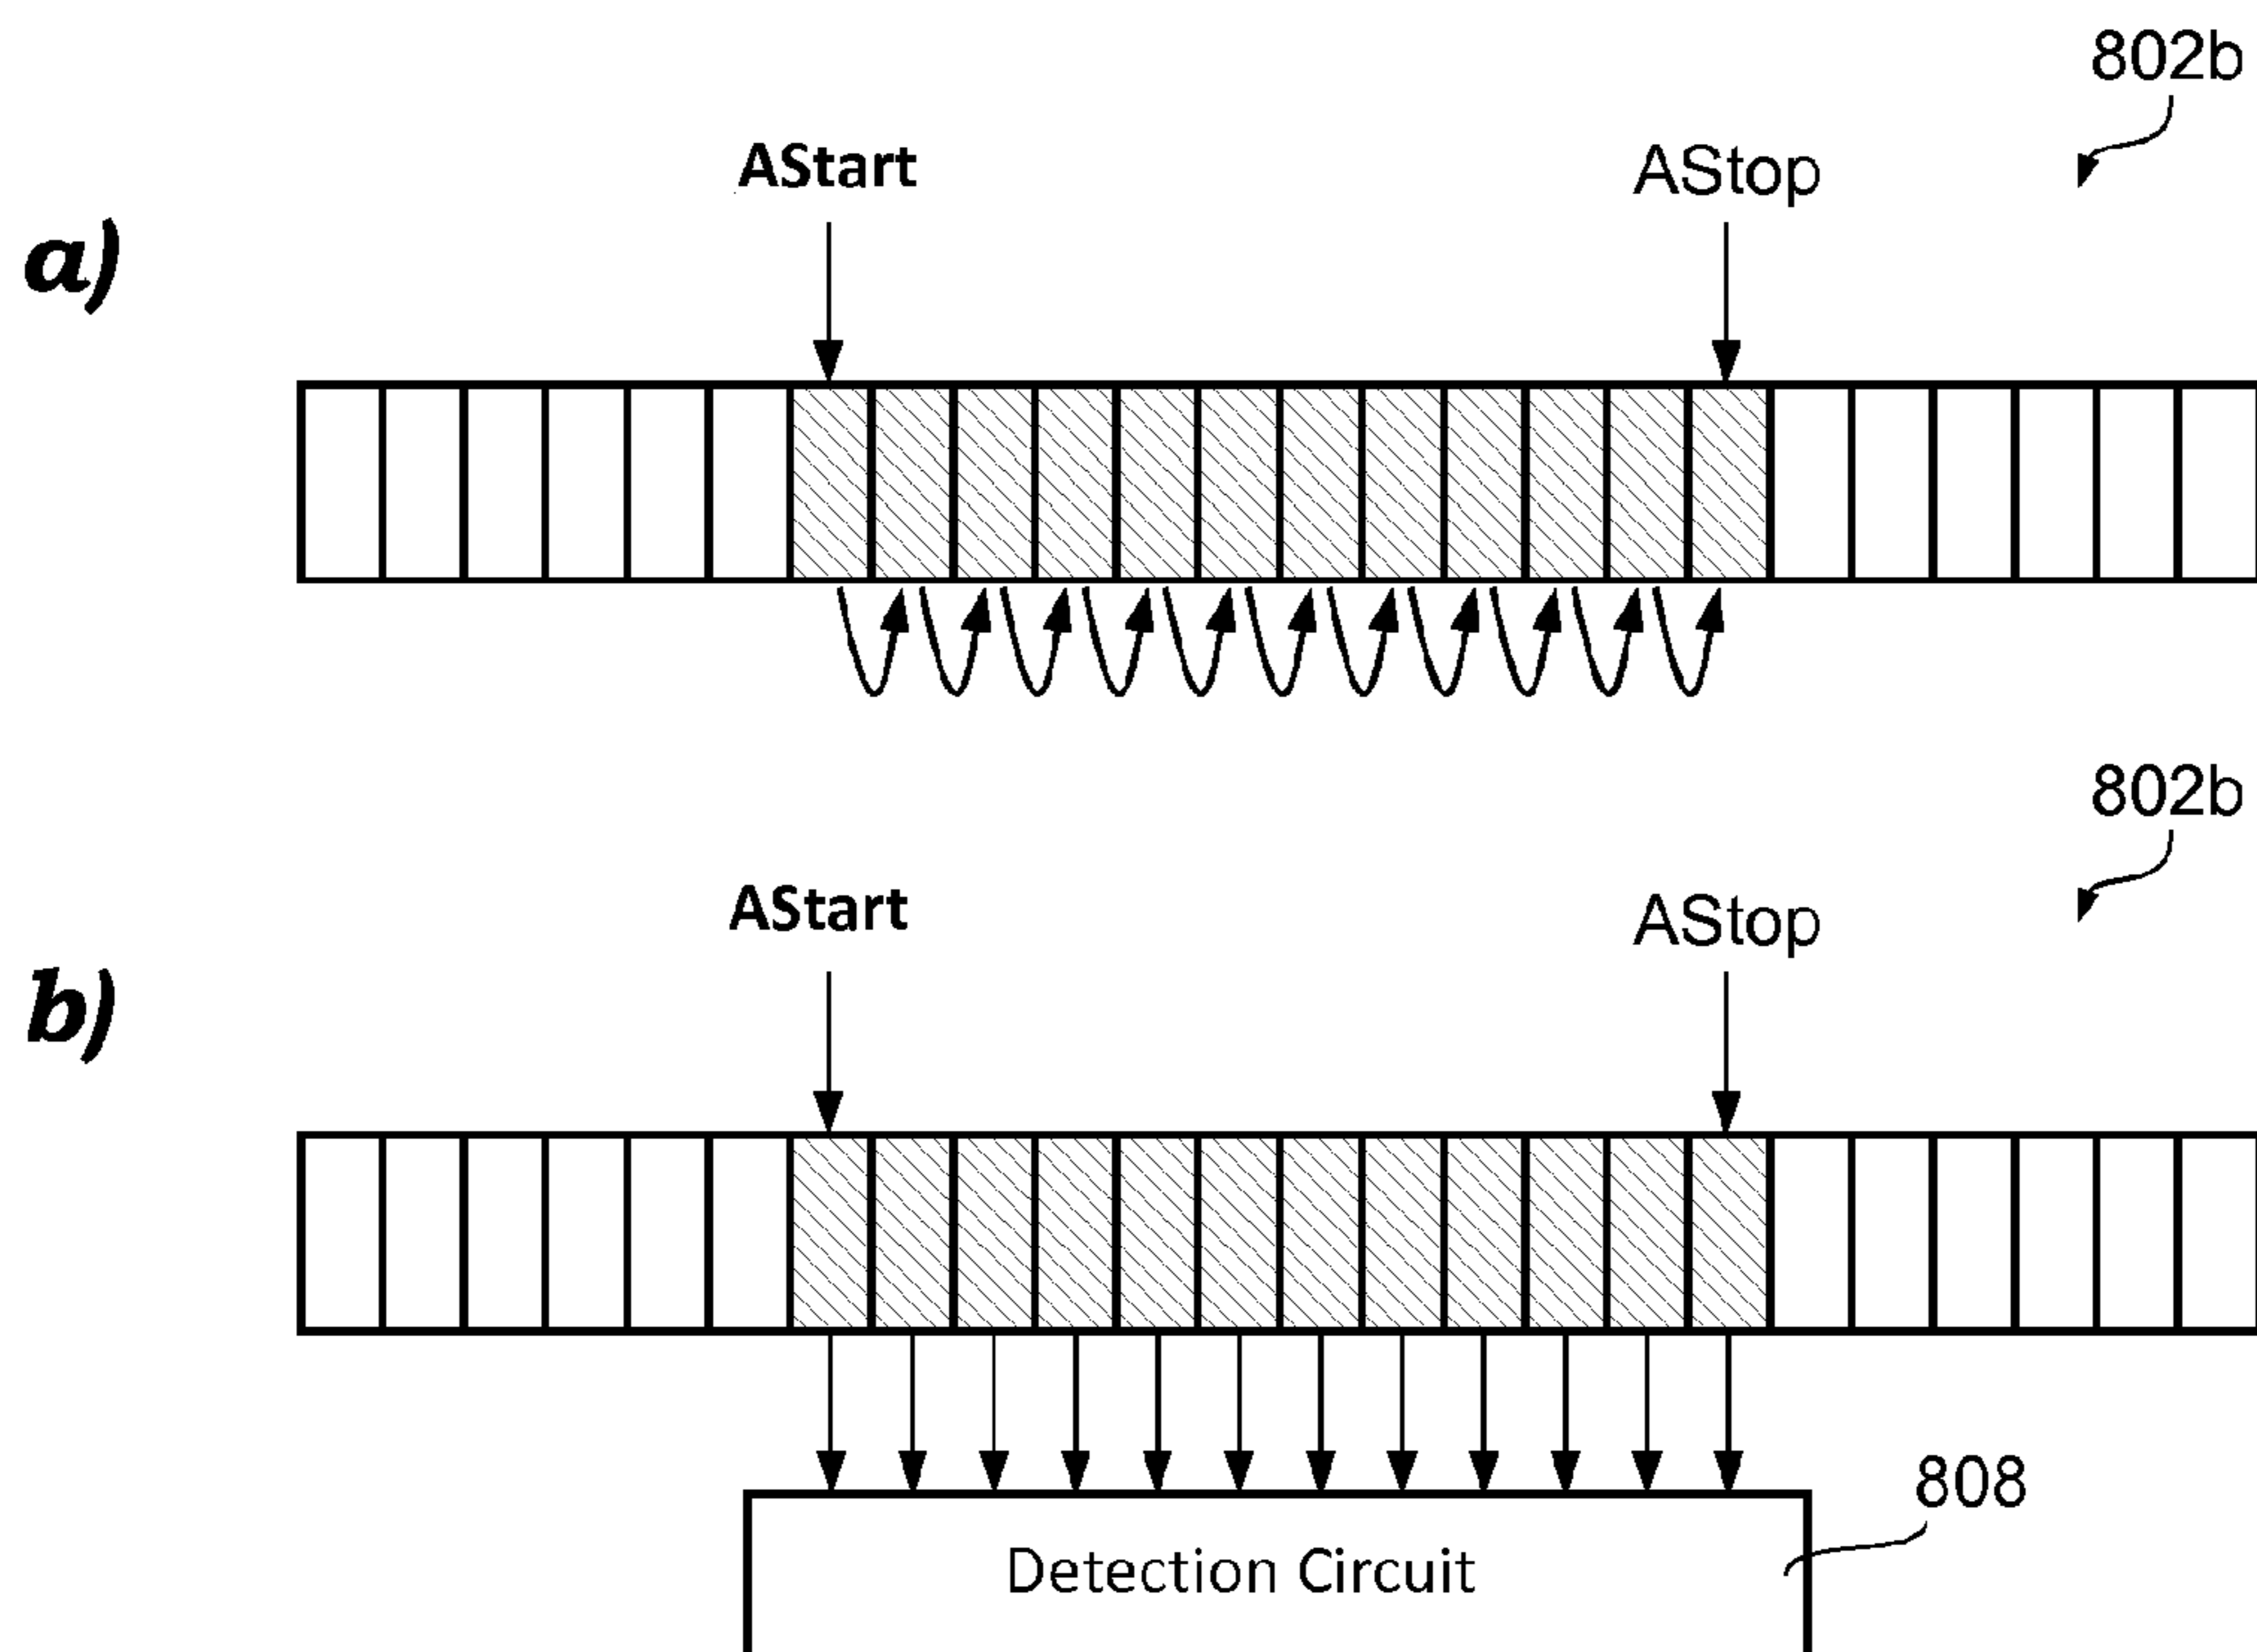 802b
AStart
AStop
a)
802b
AStart
AStop
b)
808
Detection Circuit